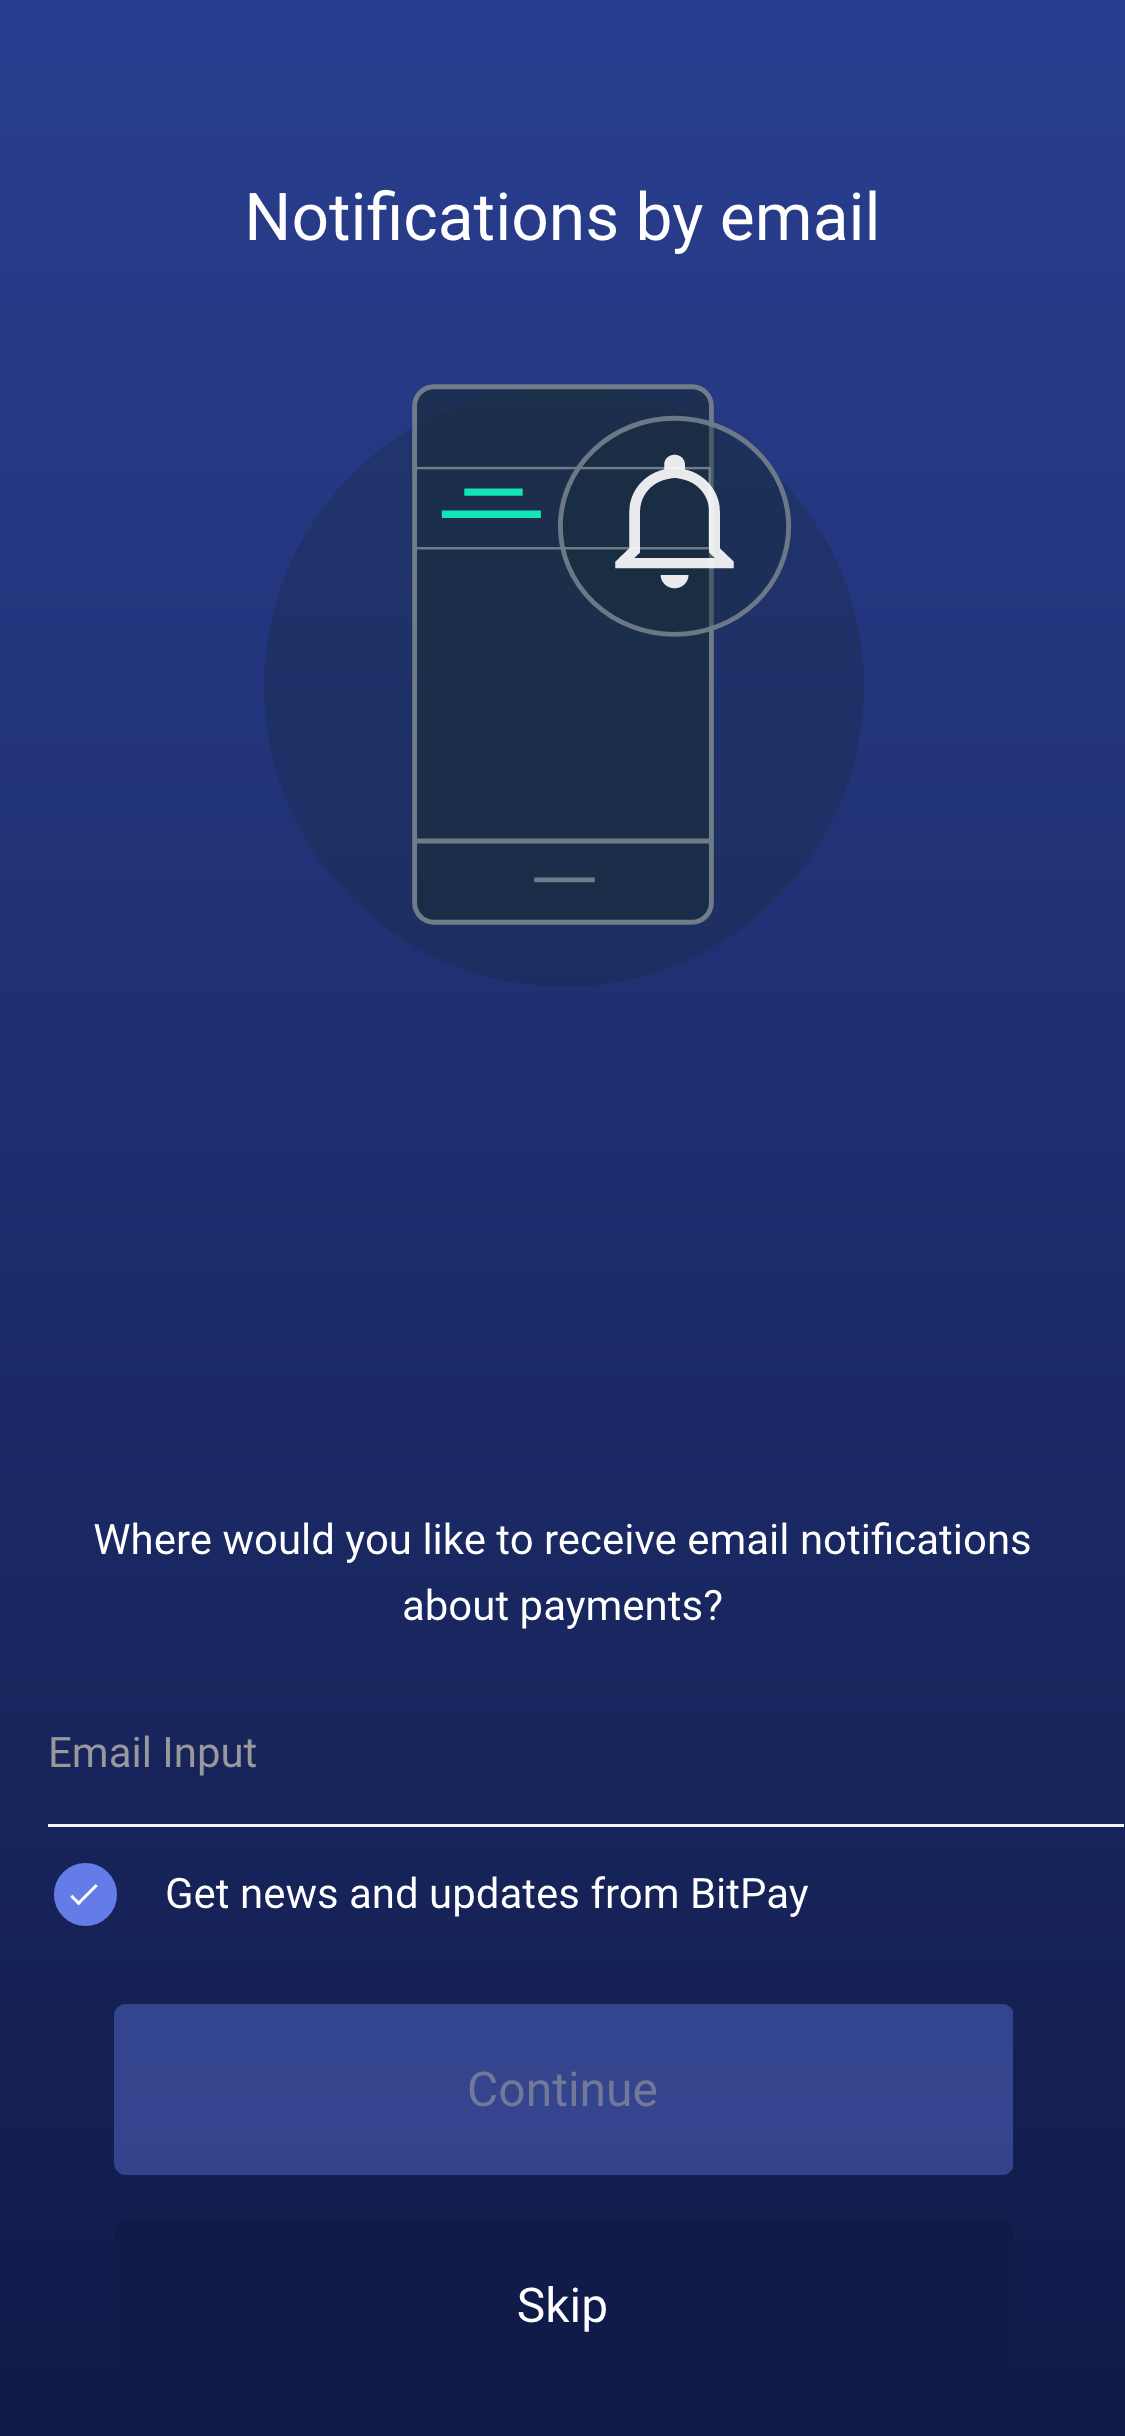 Notifications by email
Where would you like to receive email notifications
about payments?
Email Input
Get news and updates from BitPay
Continue
Skip